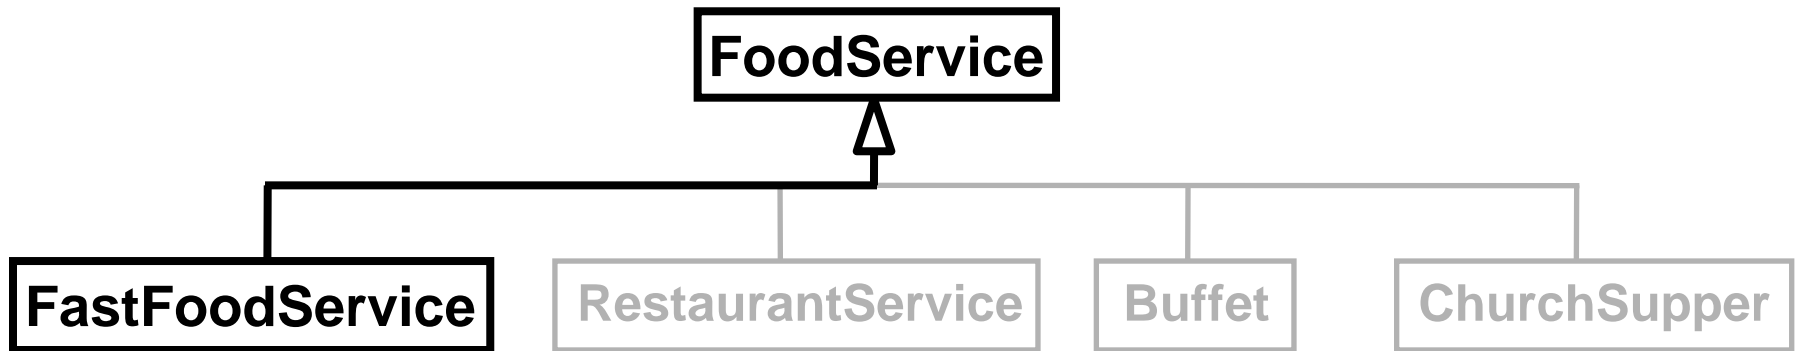 FoodService
FastFoodService
RestaurantService
Buffet
ChurchSupper